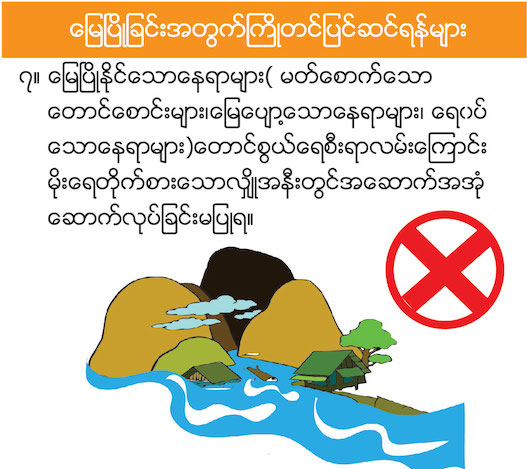 မြေပြိုခြင်းအတွက်ကြိုတင်ပြင်ဆင်ရန်များ
၇။ မြေပြိုနိုင်သောနေရာများ( မတ်စောက်သော
တောင်စောင်းများ၊မြေပျော့သောနေရာများ၊ ရေဝပ်
သောနေရာများ)တောင်စွယ်ရေစီးရာလမ်းကြောင်း
မိုးရေတိုက်စားသောလျှိုအနီးတွင်အဆောက်အအုံ
ဆောက်လုပ်ခြင်းမပြုရ။